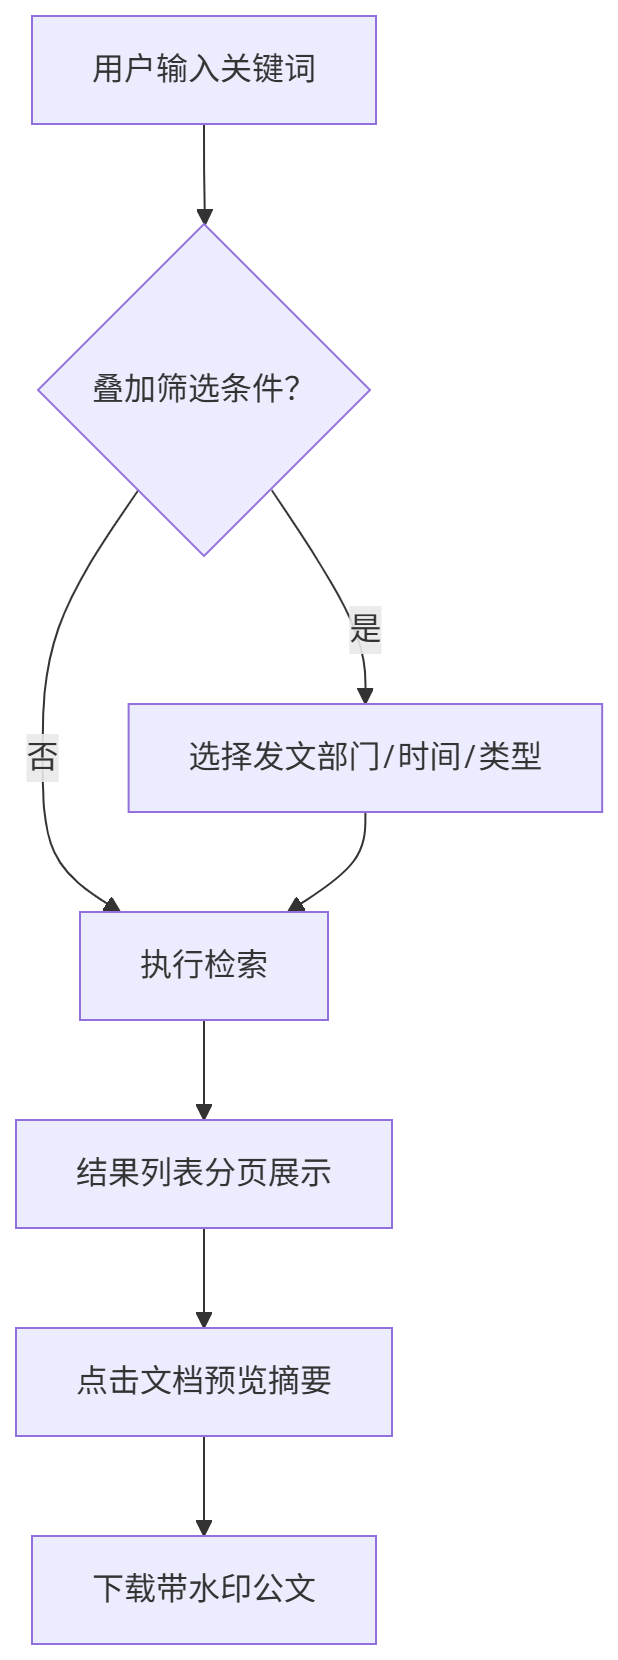 用户输入关键词
叠加筛选条件?
是
否
选择发文部门/时间/类型
执行检索
结果列表分页展示
点击文档预览摘要
下载带水印公文